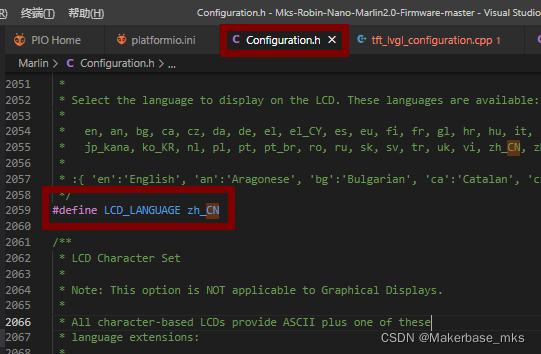 终端(T) 帮助(H) Configuration.h - Mks-Robin-Nano-Marlin2.0-Firmware-master - Visual Studio
PIO Home platformio.ini C Configuration.h × C+ tft_lvgl_configuration.cpp 1
Marlin > C Configuration.h > ...
2051 *
2052 * Select the language to display on the LCD. These languages are available:
2053 *
2054 * en, an, bg, ca, cz, da, de, el, el_CY, es, eu, fi, fr, gl, hr, hu, it,
2055 * jp_kana, ko_KR, nl, pl, pt, pt_br, ro, ru, sk, sv, tr, uk, vi, zh_CN, z
2056 *
2057 * :{ 'en':'English', 'an':'Aragonese', 'bg':'Bulgarian', 'ca':'Catalan', 'c
2058 */
2059 #define LCD_LANGUAGE zh_CN
2060
2061 /**
2062 * LCD Character Set
2063 *
2064 * Note: This option is NOT applicable to Graphical Displays.
2065 *
2066 * All character-based LCDs provide ASCII plus one of these
2067 * language extensions:
2068 *
CSDN @Makerbase_mks